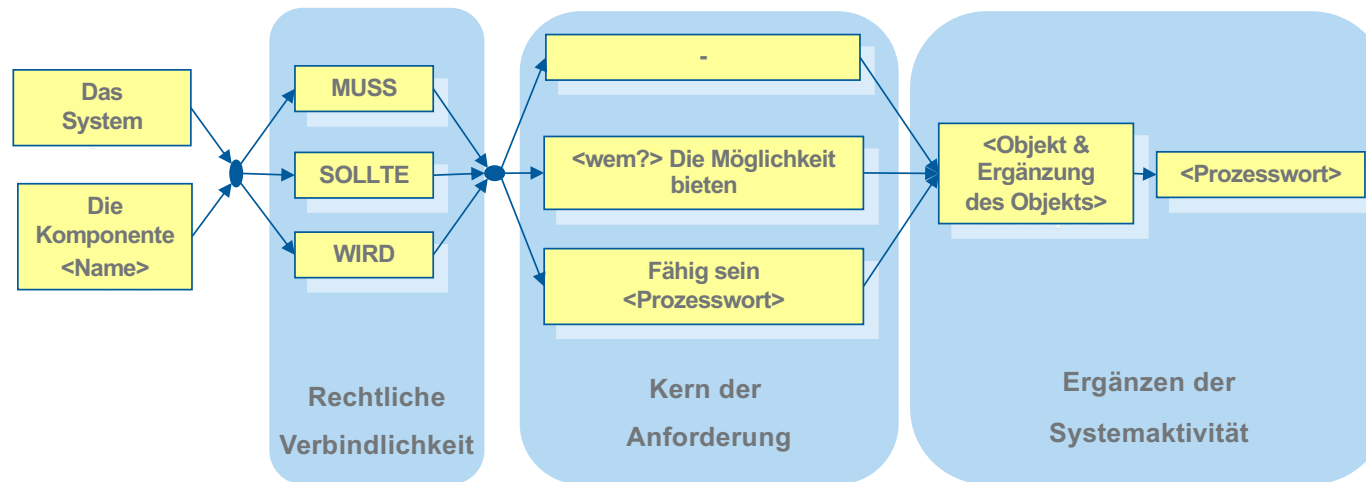 Das
System
Die
Komponente
<Name>
MUSS
SOLLTE
WIRD
Rechtliche
Verbindlichkeit
-
<wem?> Die Möglichkeit
bieten
Fähig sein
<Prozesswort>
Kern der
Anforderung
<Objekt &
Ergänzung
des Objekts>
<Prozesswort>
Ergänzen der
Systemaktivität